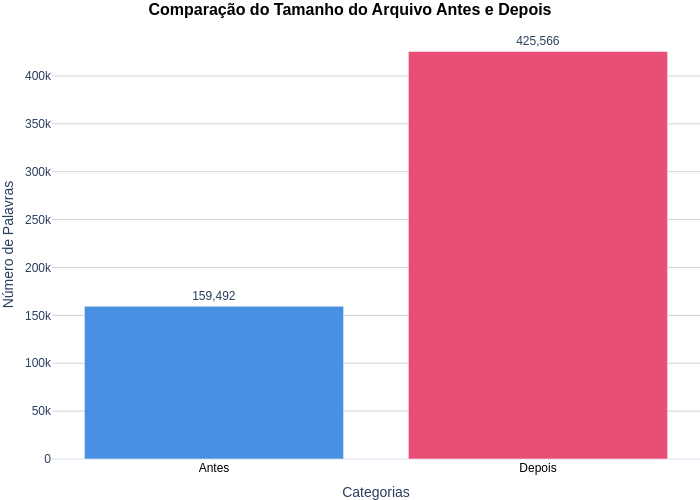 Comparação do Tamanho do Arquivo Antes e Depois
425,566
400k
350k
300k
250k
200k
150k
100k
50k
0
Número de Palavras
159,492
Antes
Depois
Categorias